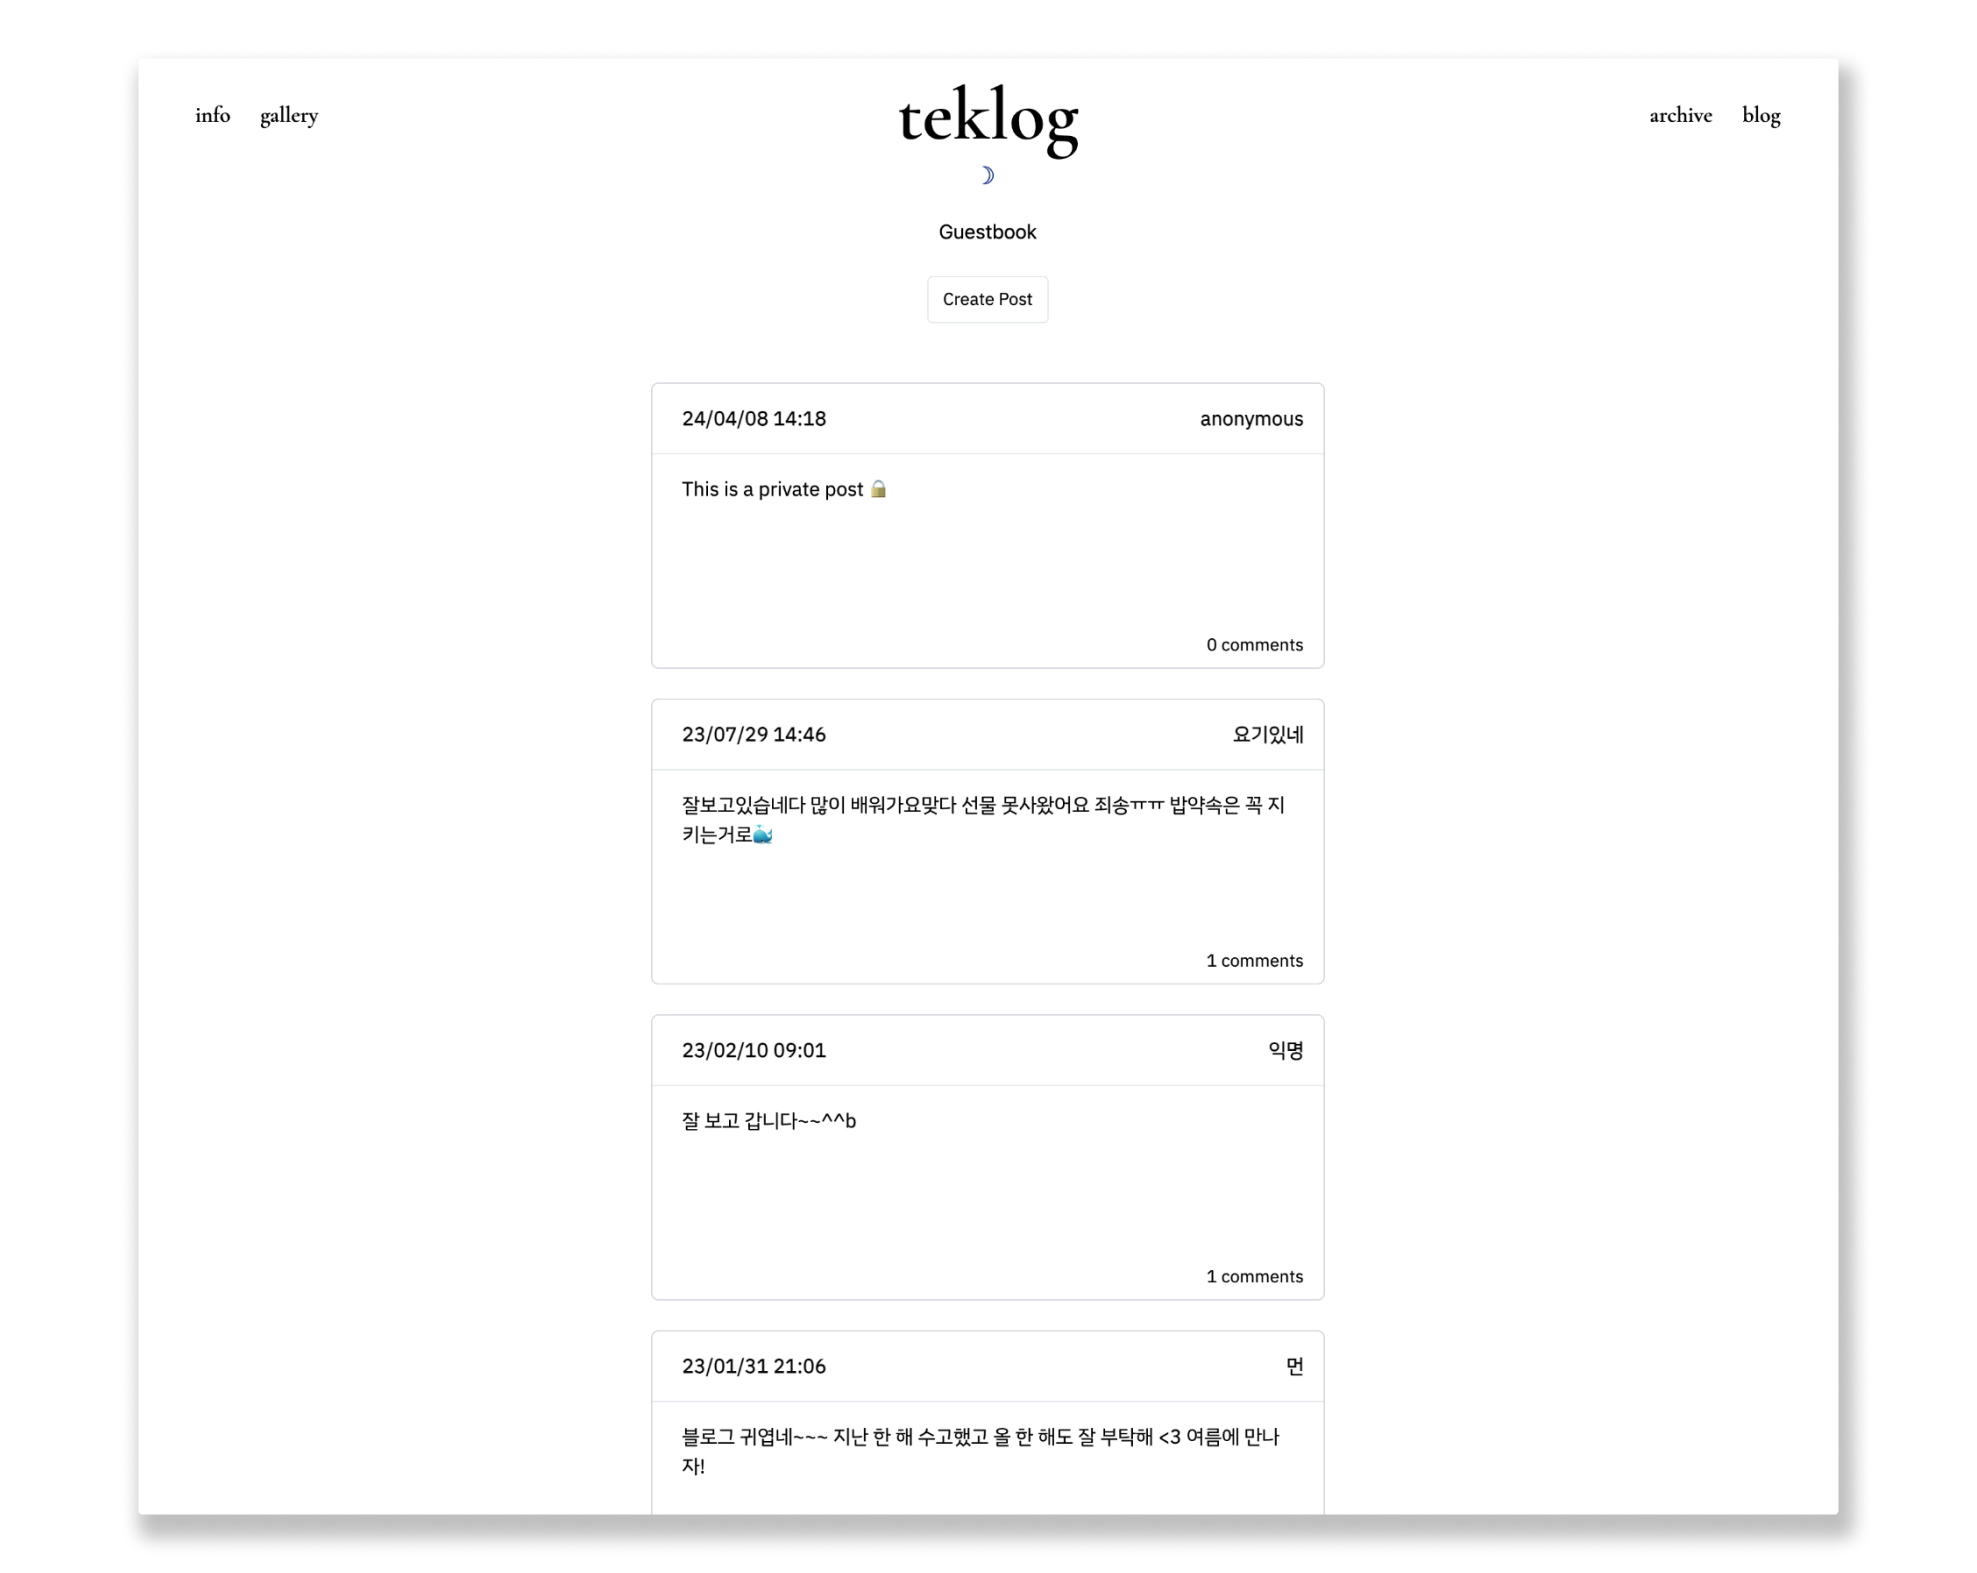 info gallery teklog archive blog
☽
Guestbook
Create Post
24/04/08 14:18 anonymous
This is a private post 🔒
0 comments
23/07/29 14:46 요기있네
잘보고있습네다 많이 배워가요맞다 선물 못사왔어요 죄송ㅠㅠ 밥약속은 꼭 지
키는거로🐳
1 comments
23/02/10 09:01 익명
잘 보고 갑니다~~^^b
1 comments
23/01/31 21:06 먼
블로그 귀엽네~~~ 지난 한 해 수고했고 올 한 해도 잘 부탁해 <3 여름에 만나
자!